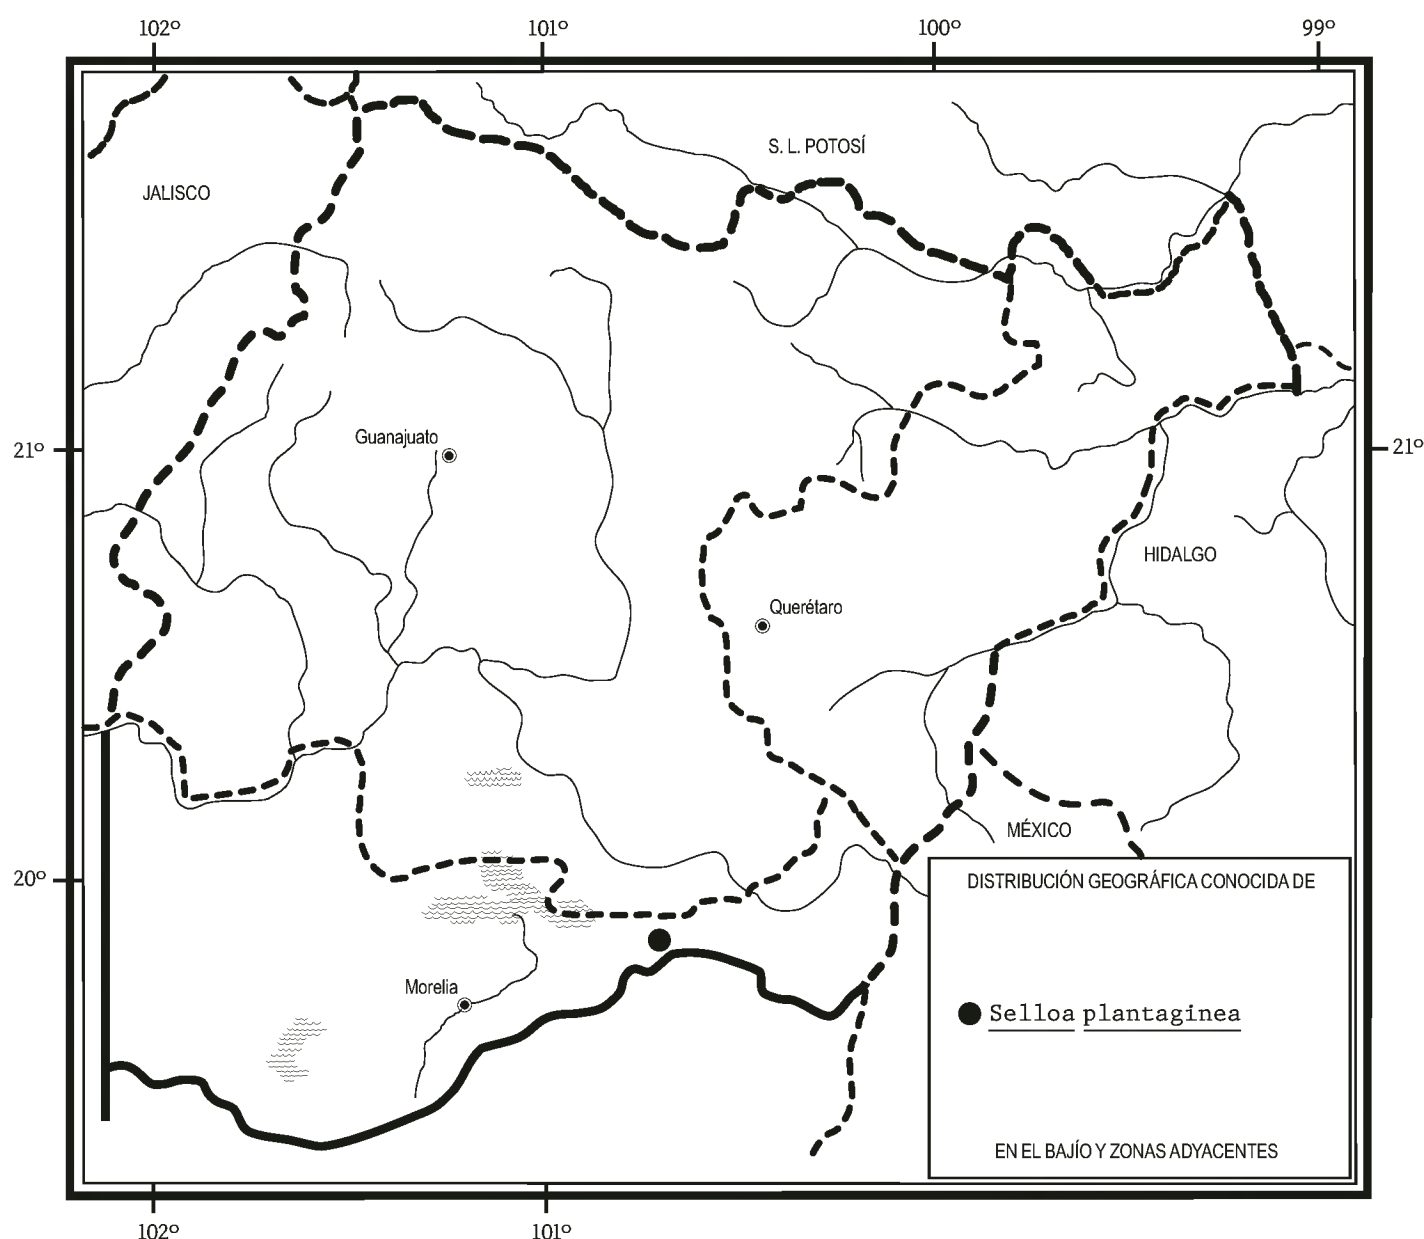 102º 101º 100º 99º
S. L. POTOSÍ
JALISCO
Guanajuato
21º
21º
HIDALGO
Querétaro
MÉXICO
20º
DISTRIBUCIÓN GEOGRÁFICA CONOCIDA DE
Morelia
Selloa plantaginea
EN EL BAJÍO Y ZONAS ADYACENTES
102º 101º